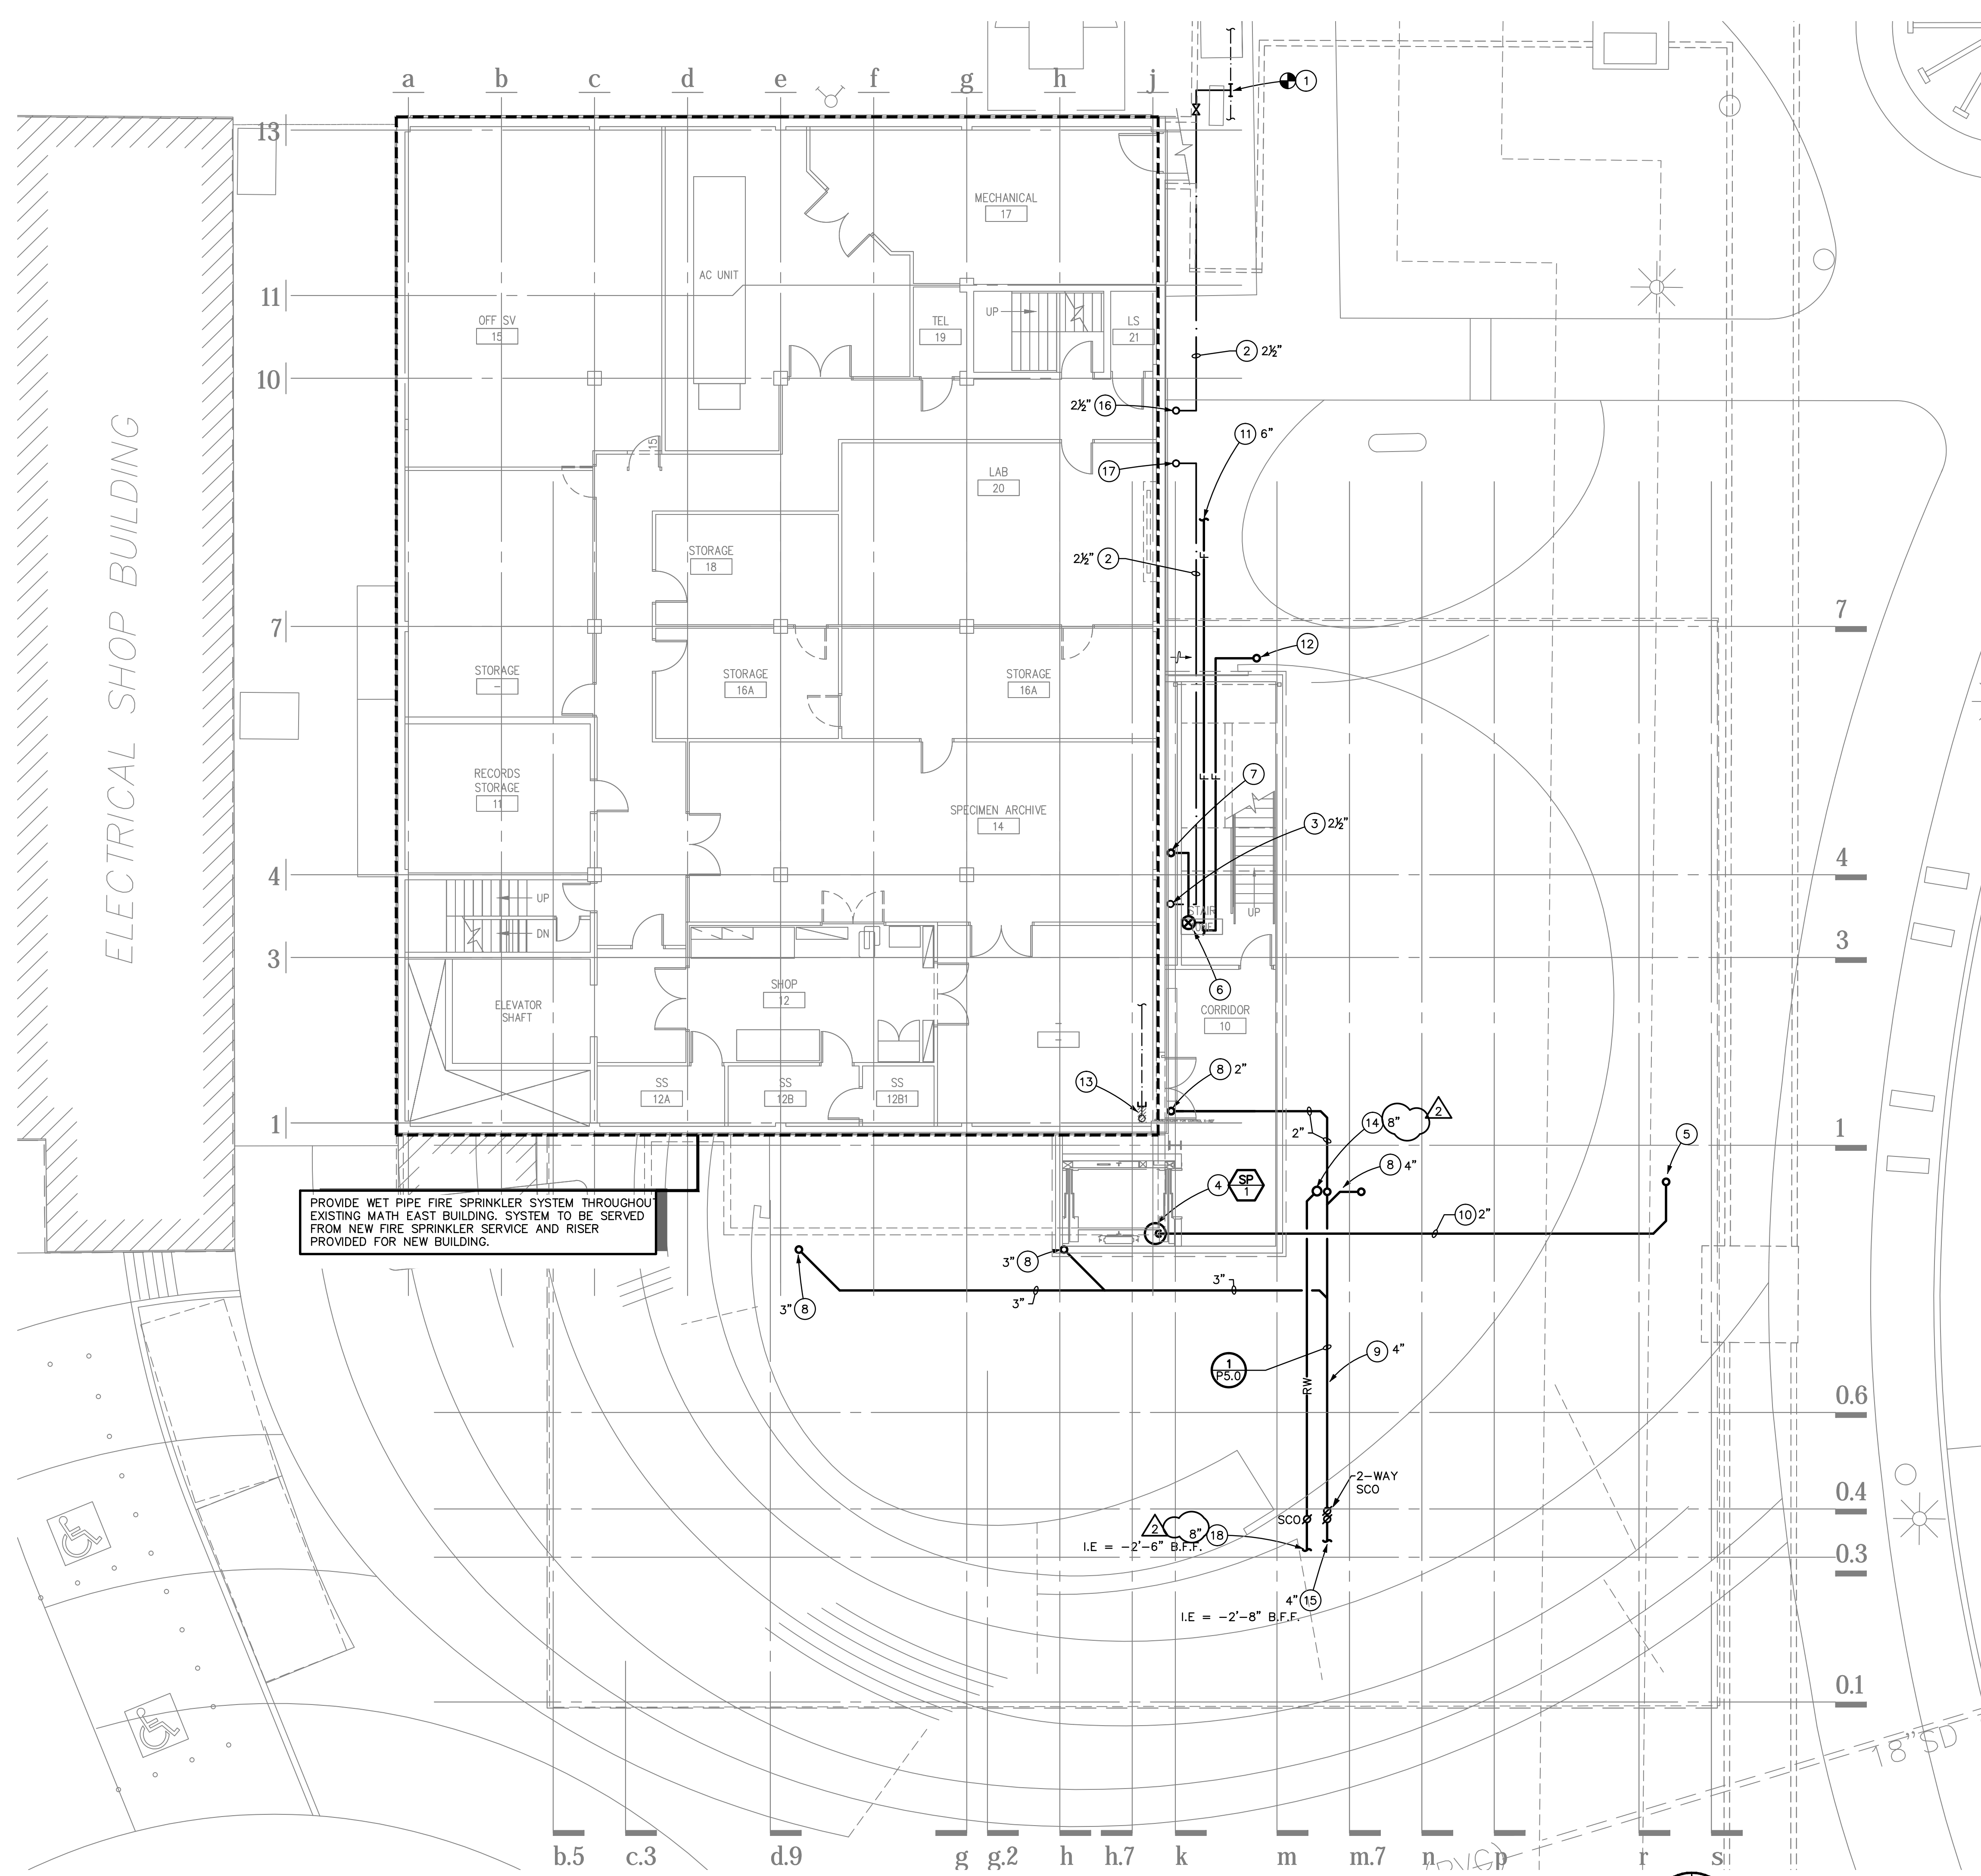 a b c d e f g h j
1
13
MECHANICAL
17
AC UNIT
11
OFF SV
15
TEL
19
UP
LS
21
2 2½"
10
2½" 16
11 6"
15
LAB
20
17
ELECTRICAL SHOP BUILDING
STORAGE
18
2½" 2
7
7
12
STORAGE
–
STORAGE
16A
STORAGE
16A
RECORDS
STORAGE
11
7
SPECIMEN ARCHIVE
14
3 2½"
4
4
UP
DN
STAIR
UP
3
3
SHOP
12
6
ELEVATOR
SHAFT
CORRIDOR
10
–
–
13
8 2"
SS
12A
SS
12B
SS
12B1
1
2"
14 8"
2
1
5
8 4"
4
SP
1
PROVIDE WET PIPE FIRE SPRINKLER SYSTEM THROUGHOUT
EXISTING MATH EAST BUILDING. SYSTEM TO BE SERVED
FROM NEW FIRE SPRINKLER SERVICE AND RISER
PROVIDED FOR NEW BUILDING.
10 2"
3" 8
3" 8
3"
3"
9 4"
1
P5.0
RW
0.6
2-WAY
SCO
0.4
SCO
2
8" 18
I.E = -2'-6" B.F.F.
0.3
4" 15
I.E = -2'-8" B.F.F.
0.1
18"SD
b.5 c.3 d.9 g g.2 h h.7 k m m.7 n p r s
(PVC)